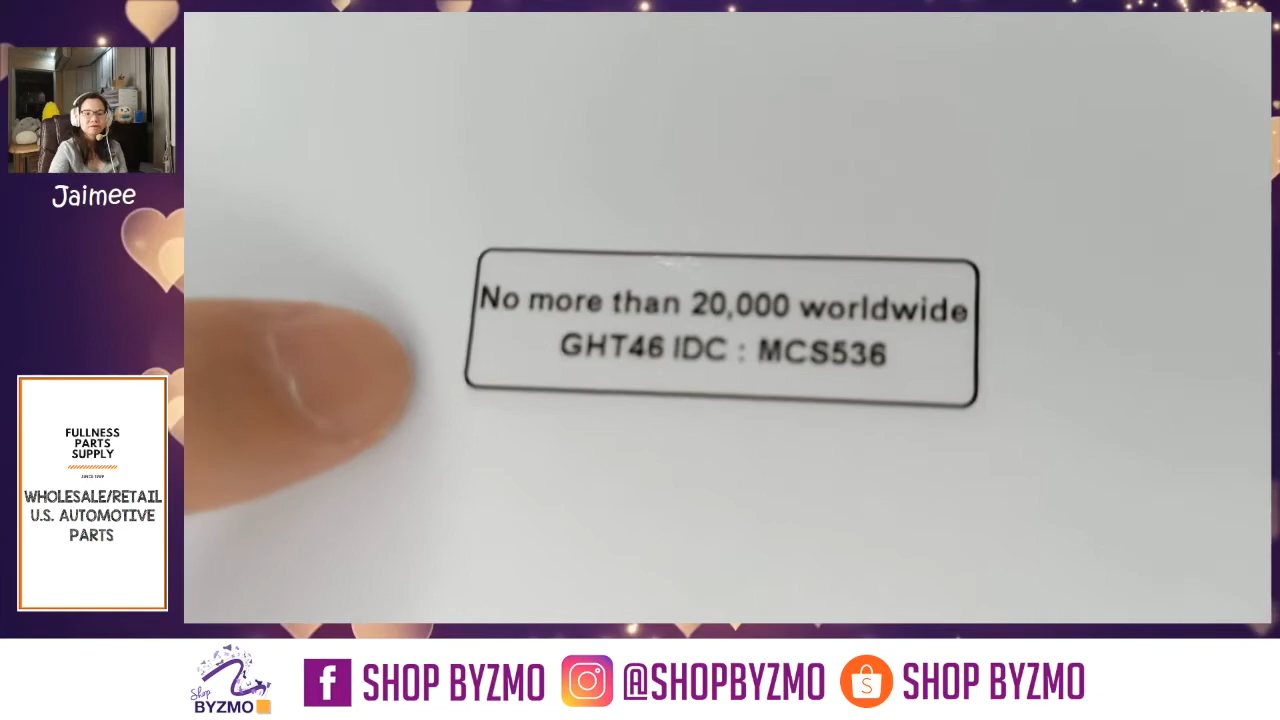 Jaimee
No more than 20,000 worldwide
GHT46 IDC : MCS536
FULLNESS
PARTS
SUPPLY
WHOLESALE/RETAIL
U.S. AUTOMOTIVE
PARTS
Shop
BYZMO
SHOP BYZMO
@SHOPBYZMO
SHOP BYZMO